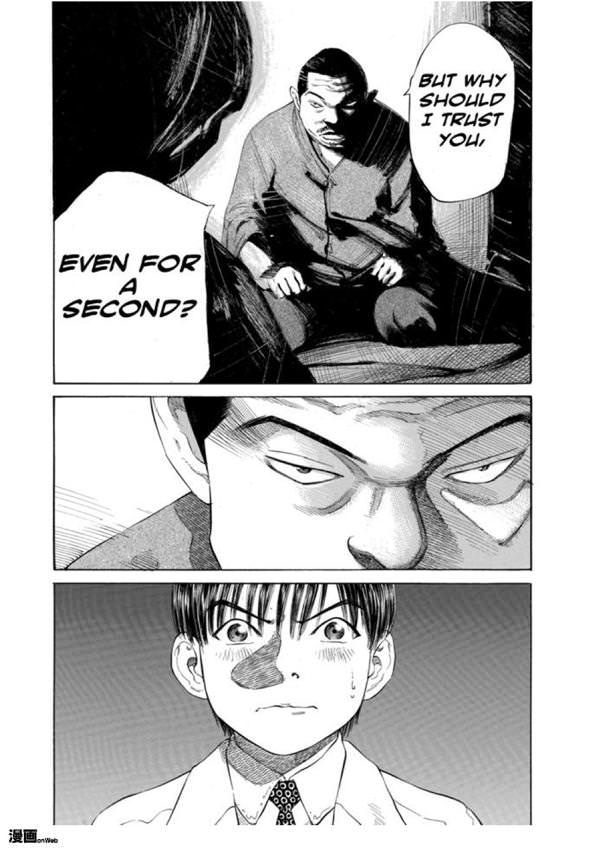 BUT WHY
SHOULD
I TRUST
YOU,
EVEN FOR
A
SECOND?
漫画onWeb